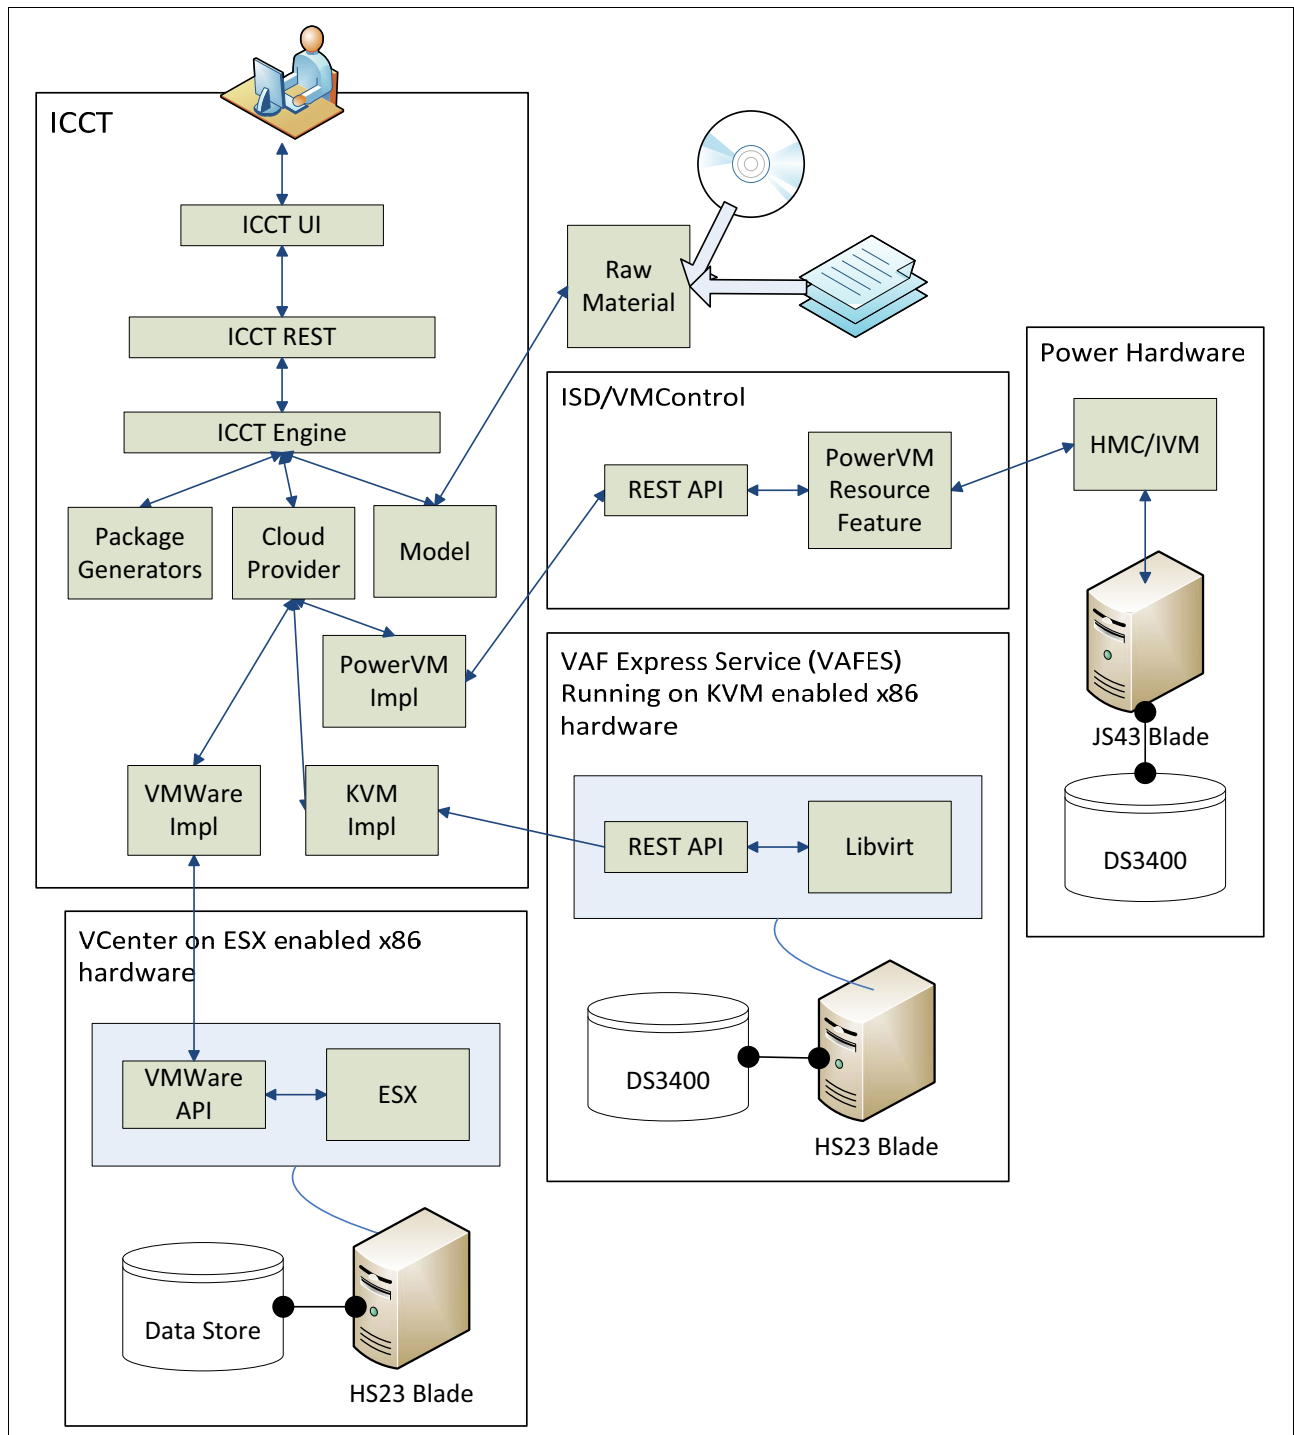 ICCT
ICCT UI
ICCT REST
ICCT Engine
Package
Generators
Cloud
Provider
Model
PowerVM
Impl
VMWare
Impl
KVM
Impl
Raw
Material
ISD/VMControl
REST API
PowerVM
Resource
Feature
Power Hardware
HMC/IVM
JS43 Blade
DS3400
VAF Express Service (VAFES)
Running on KVM enabled x86
hardware
REST API
Libvirt
DS3400
HS23 Blade
VCenter on ESX enabled x86
hardware
VMWare
API
ESX
Data Store
HS23 Blade